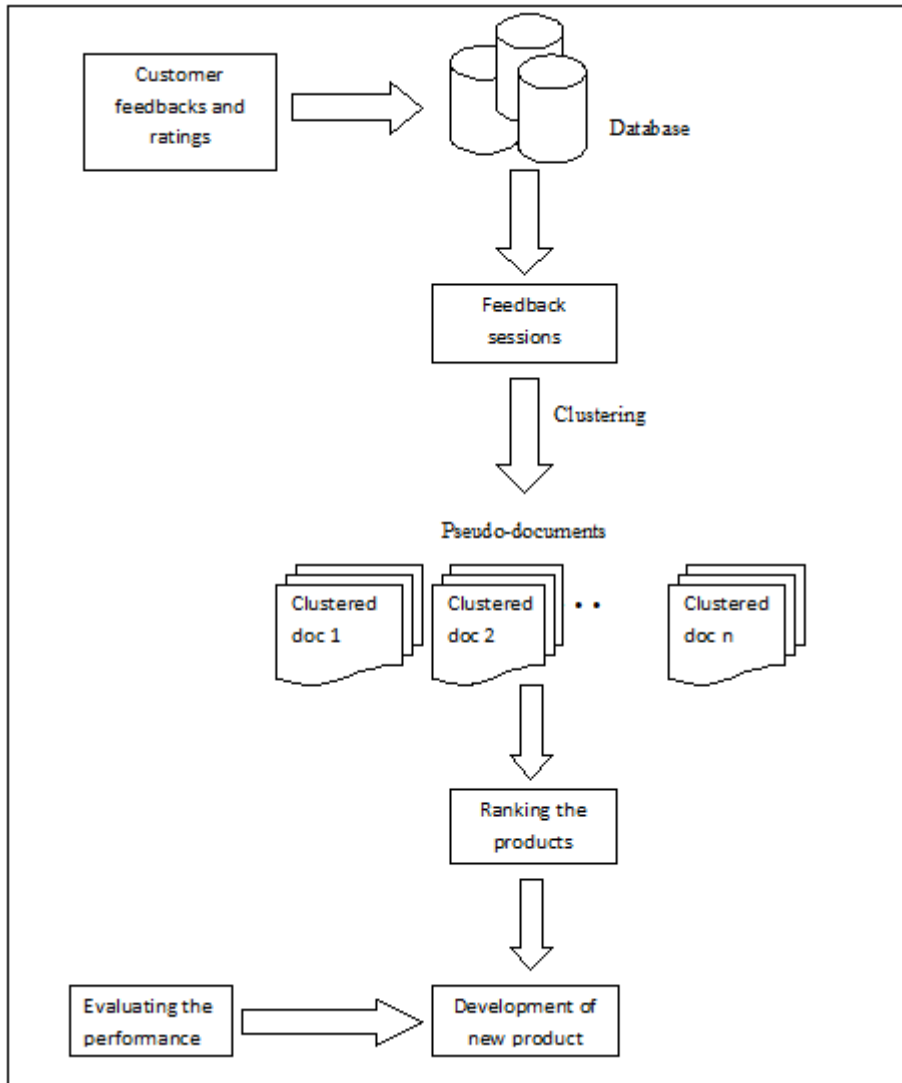 Customer
feedbacks and
ratings
Database
Feedback
sessions
Clustering
Pseudo-documents
Clustered
doc 1
Clustered
doc 2
. .
Clustered
doc n
Ranking the
products
Evaluating the
performance
Development of
new product